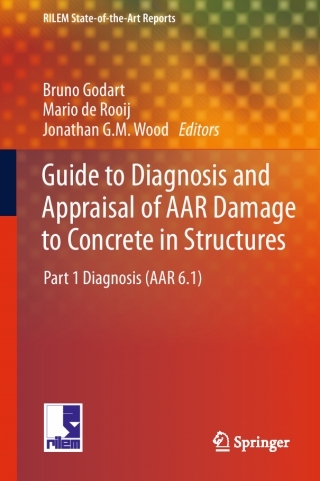 RILEM State-of-the-Art Reports
Bruno Godart
Mario de Rooij
Jonathan G.M. Wood Editors
Guide to Diagnosis and
Appraisal of AAR Damage
to Concrete in Structures
Part 1 Diagnosis (AAR 6.1)
rilem
Springer